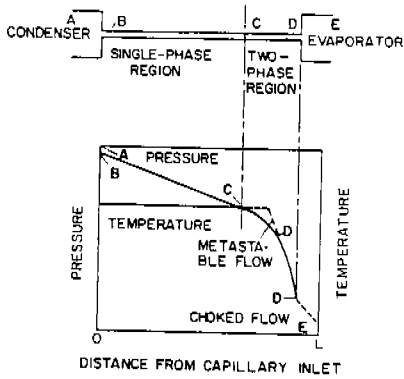 A B C D E
CONDENSER EVAPORATOR
SINGLE-PHASE REGION
TWO-PHASE REGION
A PRESSURE
B
C
TEMPERATURE
D
METASTA-
BLE FLOW
D
CHOKED FLOW E
PRESSURE
TEMPERATURE
O L
DISTANCE FROM CAPILLARY INLET